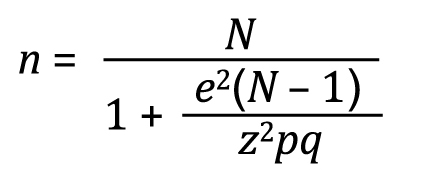 n = N / (1 + e²(N – 1) / z²pq)